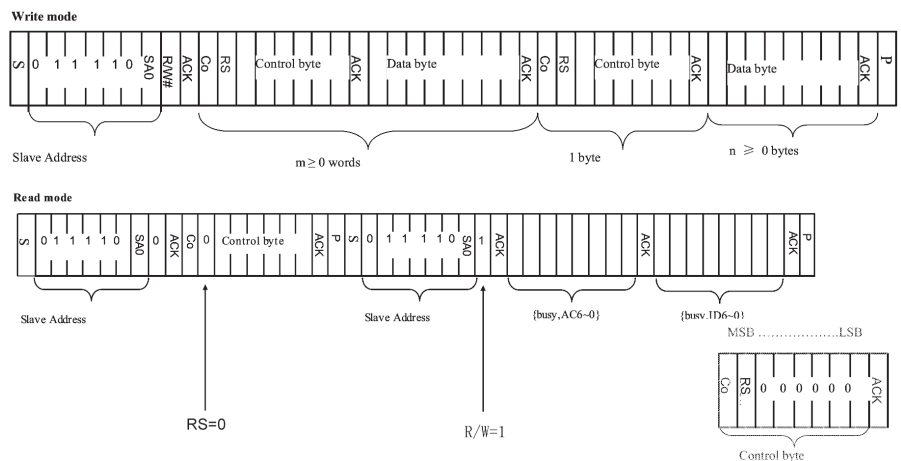 Write mode
S 0 1 1 1 1 0 SA0 R/W# ACK Co RS Control byte ACK Data byte ACK Co RS Control byte ACK Data byte ACK P
Slave Address
m ≥ 0 words
1 byte
n ≥ 0 bytes
Read mode
S 0 1 1 1 1 0 SA0 0 ACK Co 0 Control byte ACK P S 0 1 1 1 1 0 SA0 1 ACK ACK ACK P
Slave Address
Slave Address
{busy,AC6~0}
{busy,ID6~0}
MSB ...................LSB
Co RS 0 0 0 0 0 0 ACK
Control byte
RS=0
R/W=1